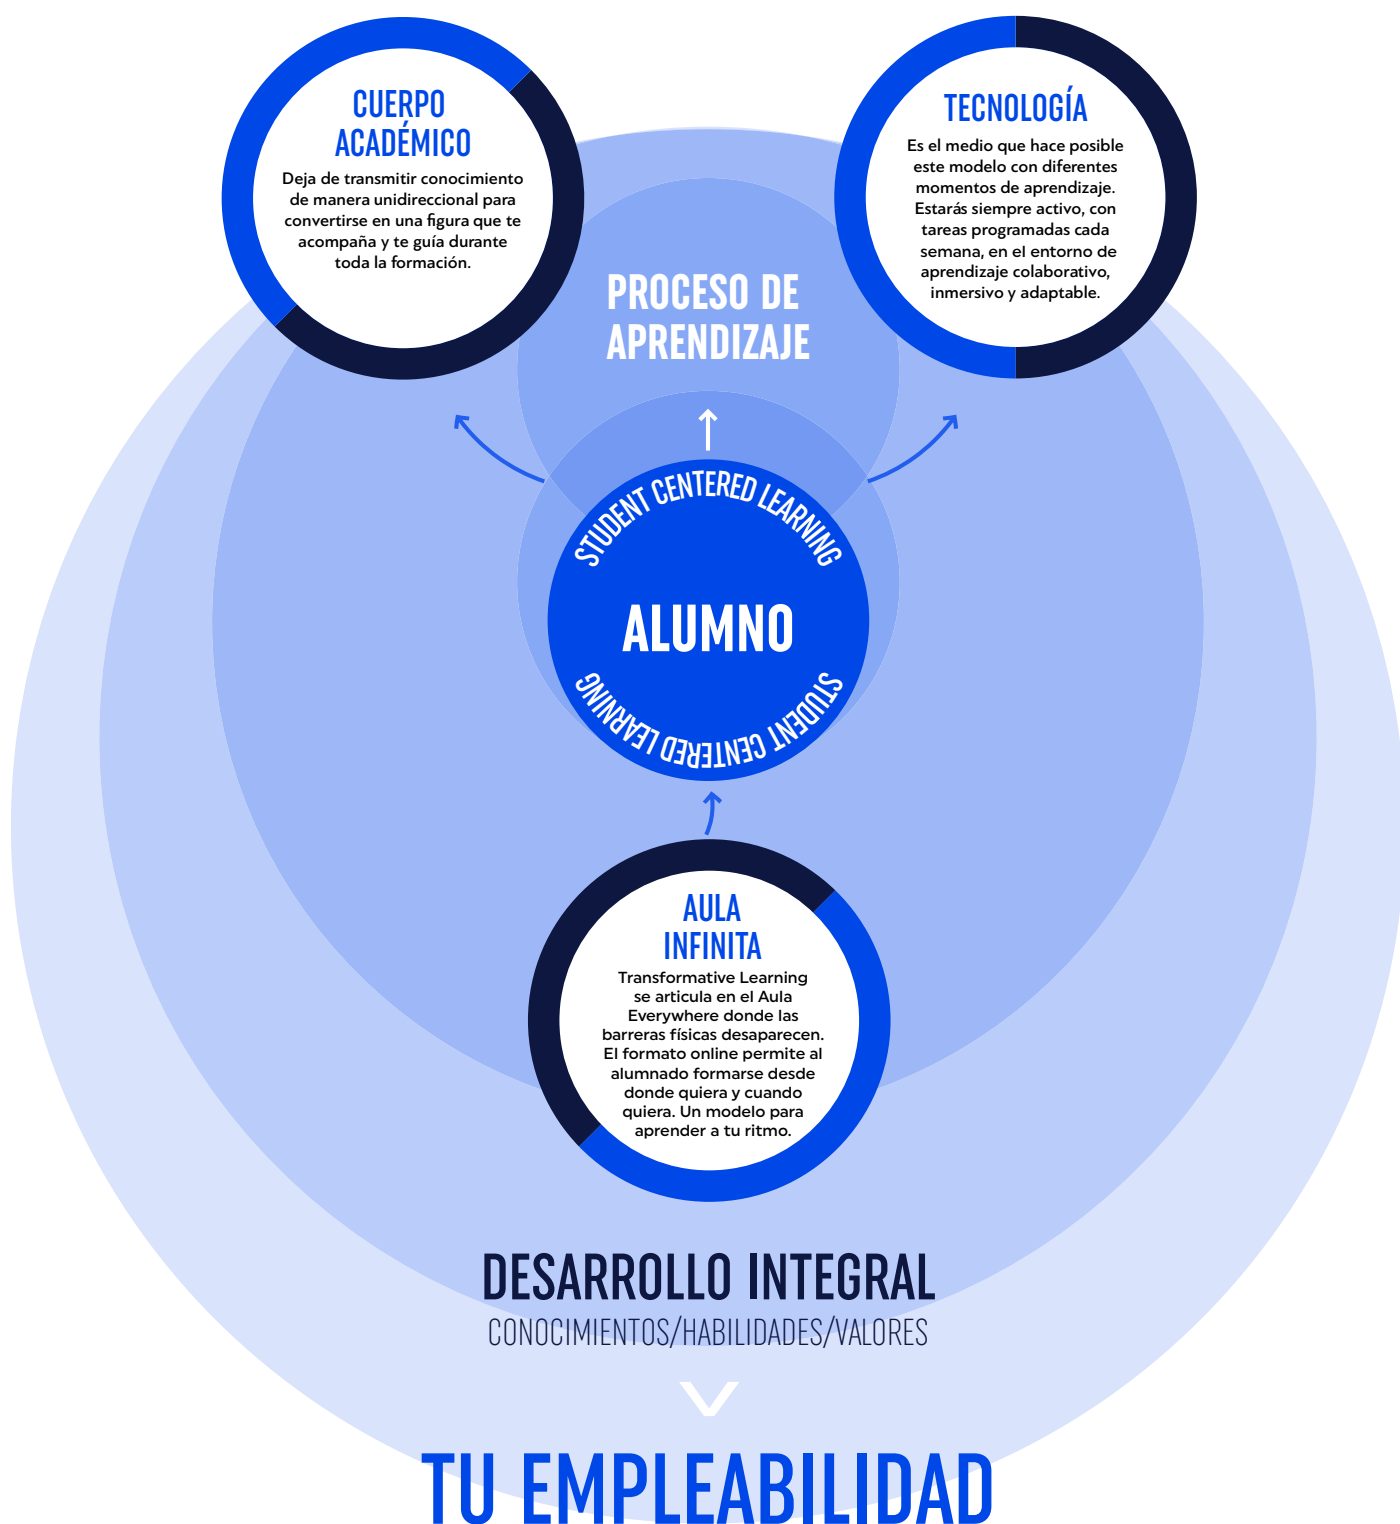 CUERPO
ACADÉMICO
Deja de transmitir conocimiento
de manera unidireccional para
convertirse en una figura que te
acompaña y te guía durante
toda la formación.
TECNOLOGÍA
Es el medio que hace posible
este modelo con diferentes
momentos de aprendizaje.
Estarás siempre activo, con
tareas programadas cada
semana, en el entorno de
aprendizaje colaborativo,
inmersivo y adaptable.
PROCESO DE
APRENDIZAJE
STUDENT CENTERED LEARNING
ALUMNO
STUDENT CENTERED LEARNING
AULA
INFINITA
Transformative Learning
se articula en el Aula
Everywhere donde las
barreras físicas desaparecen.
El formato online permite al
alumnado formarse desde
donde quiera y cuando
quiera. Un modelo para
aprender a tu ritmo.
DESARROLLO INTEGRAL
CONOCIMIENTOS/HABILIDADES/VALORES
TU EMPLEABILIDAD